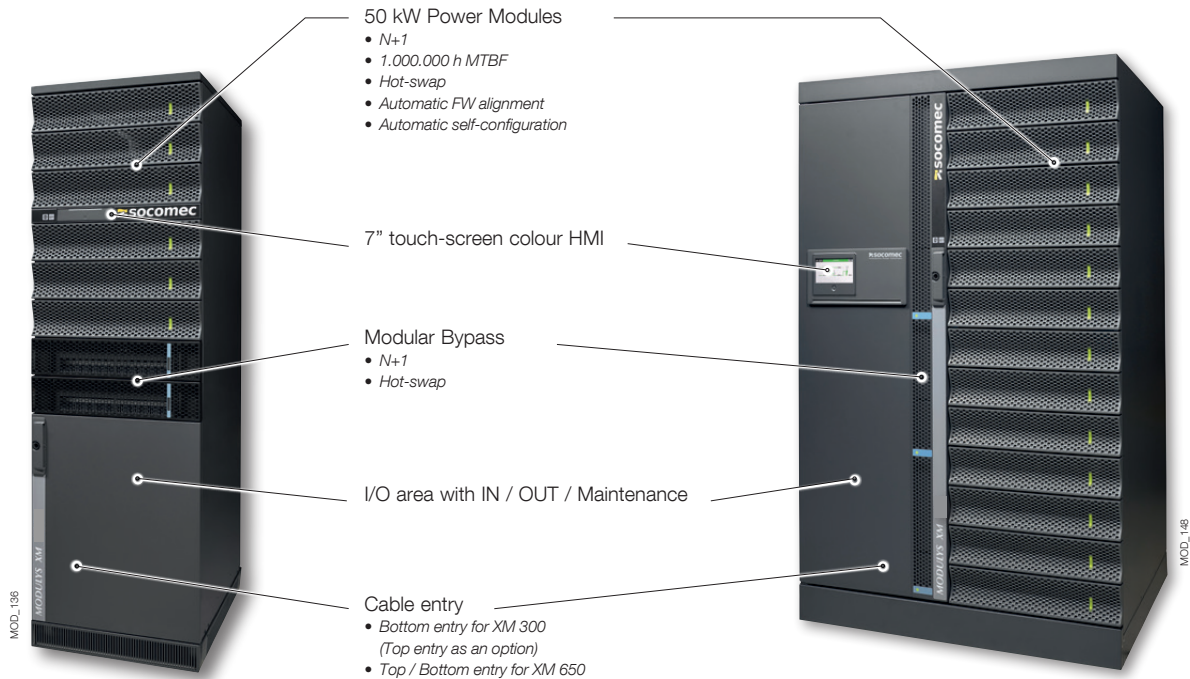 50 kW Power Modules
• N+1
• 1.000.000 h MTBF
• Hot-swap
• Automatic FW alignment
• Automatic self-configuration
socomec
socomec
7” touch-screen colour HMI
socomec
Modular Bypass
• N+1
• Hot-swap
I/O area with IN / OUT / Maintenance
MODULYS XM
MODULYS XM
MOD_136
MOD_148
Cable entry
• Bottom entry for XM 300
(Top entry as an option)
• Top / Bottom entry for XM 650